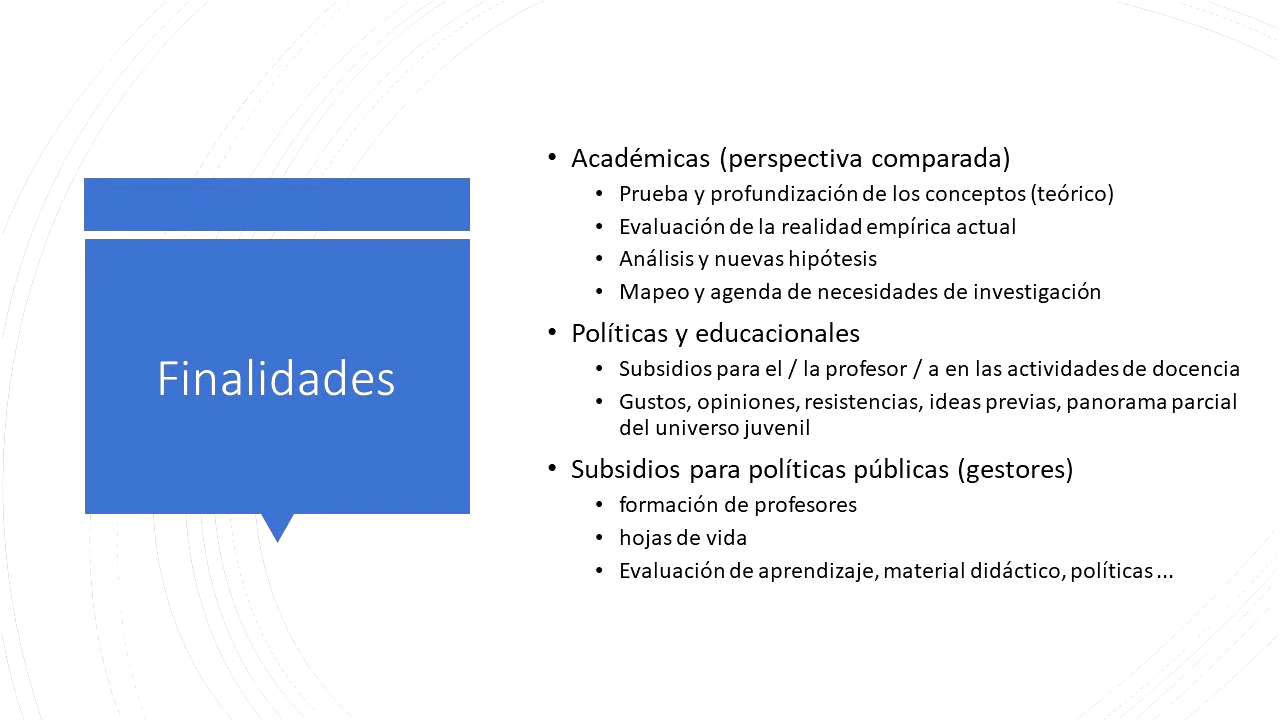 Finalidades
• Académicas (perspectiva comparada)
• Prueba y profundización de los conceptos (teórico)
• Evaluación de la realidad empírica actual
• Análisis y nuevas hipótesis
• Mapeo y agenda de necesidades de investigación
• Políticas y educacionales
• Subsidios para el / la profesor / a en las actividades de docencia
• Gustos, opiniones, resistencias, ideas previas, panorama parcial
del universo juvenil
• Subsidios para políticas públicas (gestores)
• formación de profesores
• hojas de vida
• Evaluación de aprendizaje, material didáctico, políticas ...